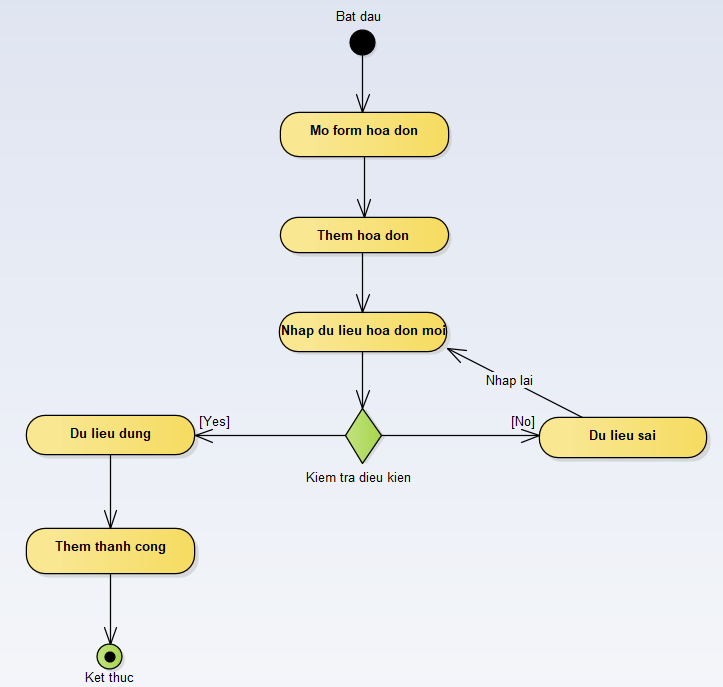 Bat dau
Mo form hoa don
Them hoa don
Nhap du lieu hoa don moi
Nhap lai
[Yes]
[No]
Du lieu dung
Du lieu sai
Kiem tra dieu kien
Them thanh cong
Ket thuc